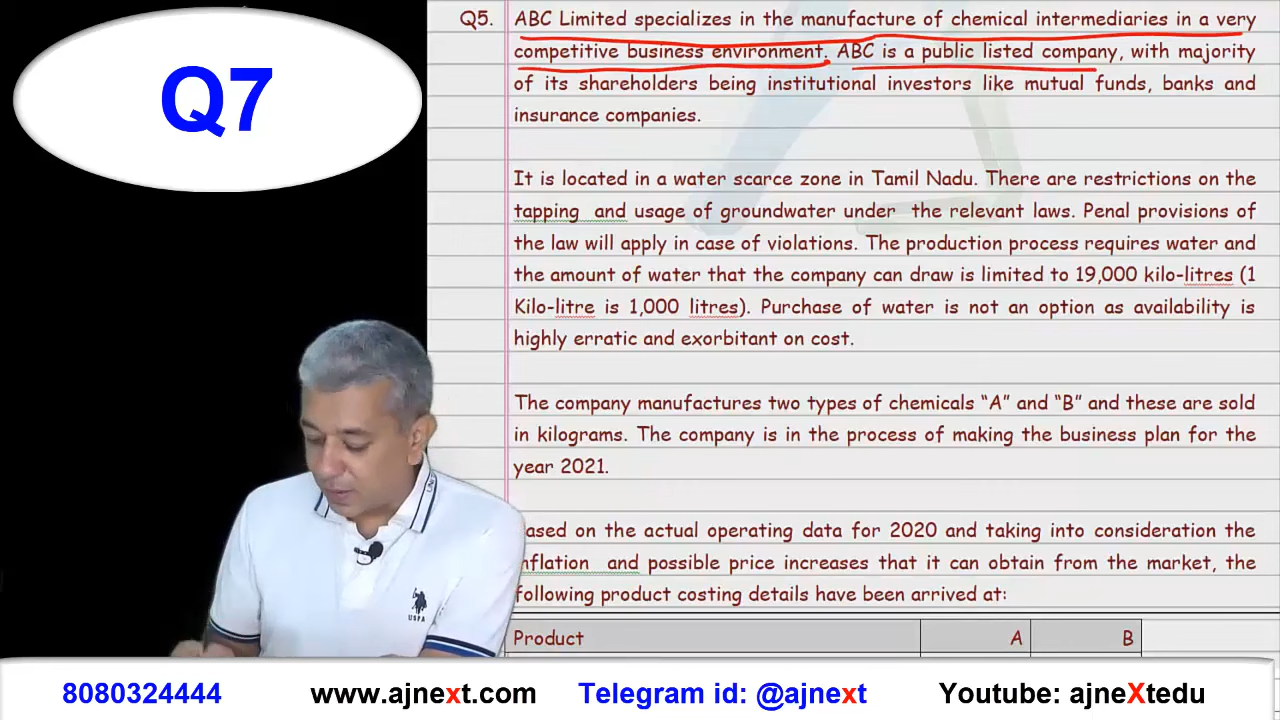 Q7
Q5. ABC Limited specializes in the manufacture of chemical intermediaries in a very
competitive business environment. ABC is a public listed company, with majority
of its shareholders being institutional investors like mutual funds, banks and
insurance companies.
It is located in a water scarce zone in Tamil Nadu. There are restrictions on the
tapping and usage of groundwater under the relevant laws. Penal provisions of
the law will apply in case of violations. The production process requires water and
the amount of water that the company can draw is limited to 19,000 kilo-litres (1
Kilo-litre is 1,000 litres). Purchase of water is not an option as availability is
highly erratic and exorbitant on cost.
The company manufactures two types of chemicals “A” and “B” and these are sold
in kilograms. The company is in the process of making the business plan for the
year 2021.
ased on the actual operating data for 2020 and taking into consideration the
nflation and possible price increases that it can obtain from the market, the
following product costing details have been arrived at:
Product A B
USPA
8080324444 www.ajnext.com Telegram id: @ajnext Youtube: ajneXtedu